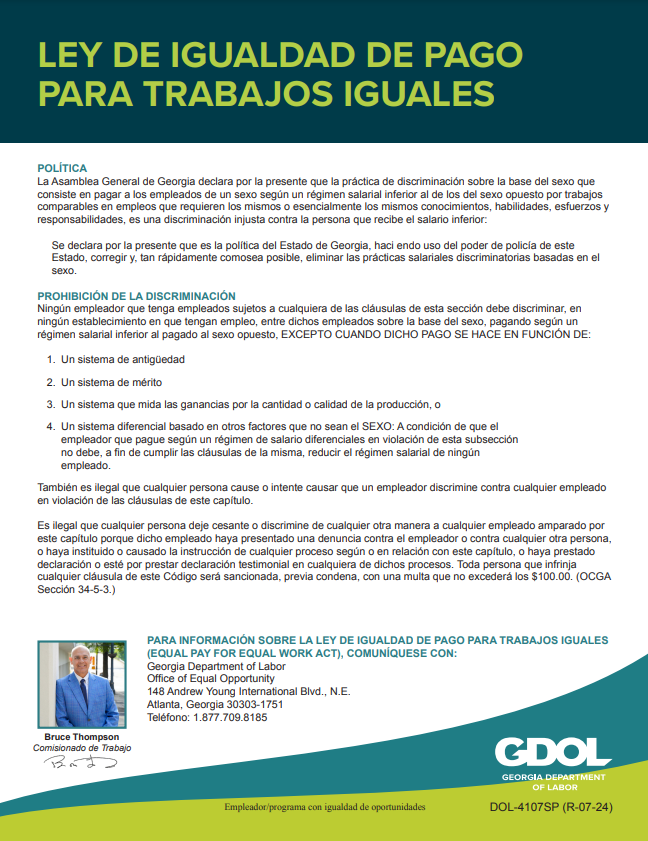 LEY DE IGUALDAD DE PAGO
PARA TRABAJOS IGUALES
POLÍTICA
La Asamblea General de Georgia declara por la presente que la práctica de discriminación sobre la base del sexo que
consiste en pagar a los empleados de un sexo según un régimen salarial inferior al de los del sexo opuesto por trabajos
comparables en empleos que requieren los mismos o esencialmente los mismos conocimientos, habilidades, esfuerzos y
responsabilidades, es una discriminación injusta contra la persona que recibe el salario inferior:
Se declara por la presente que es la política del Estado de Georgia, haci endo uso del poder de policía de este
Estado, corregir y, tan rápidamente comosea posible, eliminar las prácticas salariales discriminatorias basadas en el
sexo.
PROHIBICIÓN DE LA DISCRIMINACIÓN
Ningún empleador que tenga empleados sujetos a cualquiera de las cláusulas de esta sección debe discriminar, en
ningún establecimiento en que tengan empleo, entre dichos empleados sobre la base del sexo, pagando según un
régimen salarial inferior al pagado al sexo opuesto, EXCEPTO CUANDO DICHO PAGO SE HACE EN FUNCIÓN DE:
1. Un sistema de antigüedad
2. Un sistema de mérito
3. Un sistema que mida las ganancias por la cantidad o calidad de la producción, o
4. Un sistema diferencial basado en otros factores que no sean el SEXO: A condición de que el
empleador que pague según un régimen de salario diferenciales en violación de esta subsección
no debe, a fin de cumplir las cláusulas de la misma, reducir el régimen salarial de ningún
empleado.
También es ilegal que cualquier persona cause o intente causar que un empleador discrimine contra cualquier empleado
en violación de las cláusulas de este capítulo.
Es ilegal que cualquier persona deje cesante o discrimine de cualquier otra manera a cualquier empleado amparado por
este capítulo porque dicho empleado haya presentado una denuncia contra el empleador o contra cualquier otra persona,
o haya instituido o causado la instrucción de cualquier proceso según o en relación con este capítulo, o haya prestado
declaración o esté por prestar declaración testimonial en cualquiera de dichos procesos. Toda persona que infrinja
cualquier cláusula de este Código será sancionada, previa condena, con una multa que no excederá los $100.00. (OCGA
Sección 34-5-3.)
PARA INFORMACIÓN SOBRE LA LEY DE IGUALDAD DE PAGO PARA TRABAJOS IGUALES
(EQUAL PAY FOR EQUAL WORK ACT), COMUNÍQUESE CON:
Georgia Department of Labor
Office of Equal Opportunity
148 Andrew Young International Blvd., N.E.
Atlanta, Georgia 30303-1751
Teléfono: 1.877.709.8185
Bruce Thompson
Comisionado de Trabajo
GDOL
GEORGIA DEPARTMENT
OF LABOR
Empleador/programa con igualdad de oportunidades
DOL-4107SP (R-07-24)